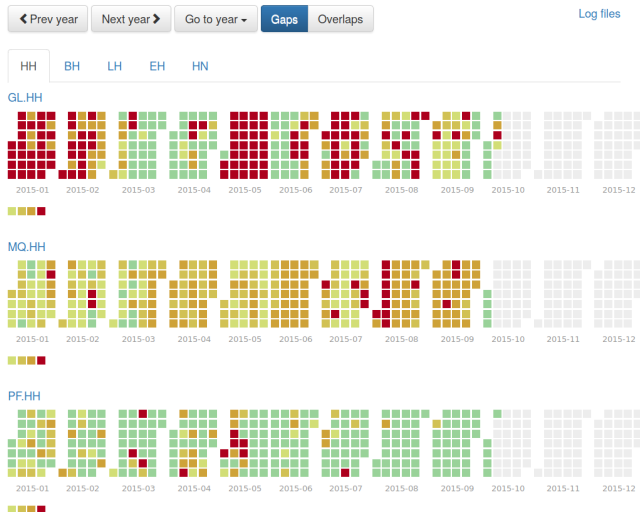 Prev year Next year Go to year Gaps Overlaps Log files
HH BH LH EH HN
GL.HH
2015-01 2015-02 2015-03 2015-04 2015-05 2015-06 2015-07 2015-08 2015-09 2015-10 2015-11 2015-12
MQ.HH
2015-01 2015-02 2015-03 2015-04 2015-05 2015-06 2015-07 2015-08 2015-09 2015-10 2015-11 2015-12
PF.HH
2015-01 2015-02 2015-03 2015-04 2015-05 2015-06 2015-07 2015-08 2015-09 2015-10 2015-11 2015-12